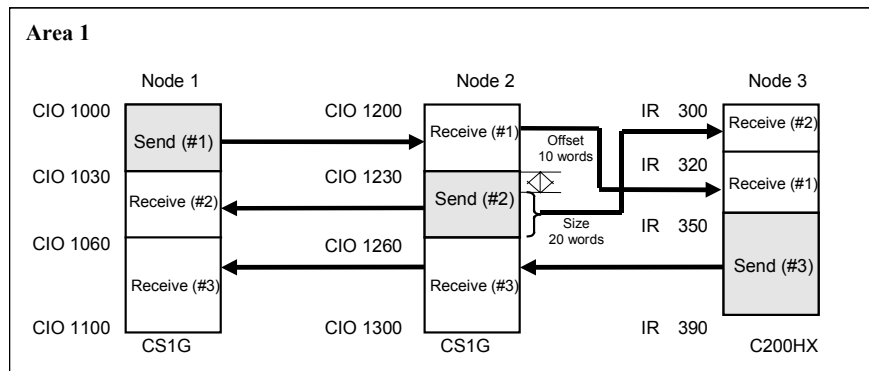 Area 1
Node 1 Node 2 Node 3
CIO 1000 CIO 1200 IR 300
Send (#1) Receive (#1) Receive (#2)
Offset
10 words
CIO 1030 CIO 1230 IR 320
Receive (#2) Send (#2) Receive (#1)
Size
20 words
CIO 1060 CIO 1260 IR 350
Receive (#3) Receive (#3) Send (#3)
CIO 1100 CIO 1300 IR 390
CS1G CS1G C200HX